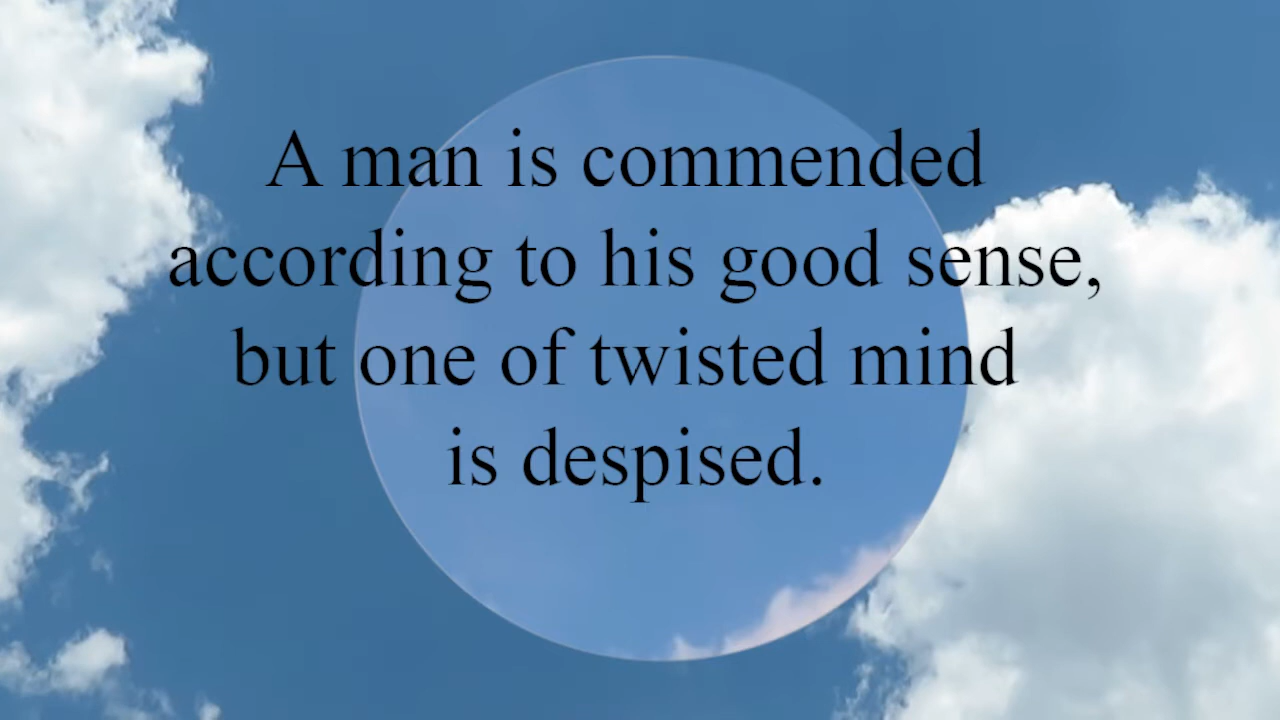 A man is commended
according to his good sense,
but one of twisted mind
is despised.